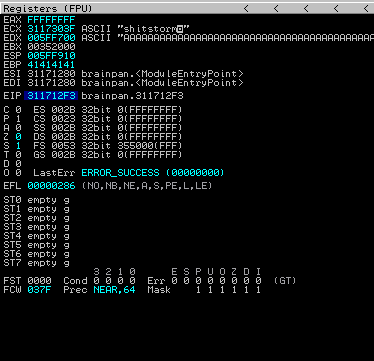 Registers (FPU) < < < <
EAX FFFFFFFF
ECX 3117303F ASCII "shitstorm
EDX 005FF700 ASCII "AAAAAAAAAAAAAAAAAAAAAAAAAAAAAAAAAAAA
EBX 00352000
ESP 005FF910
EBP 41414141
ESI 31171280 brainpan.<ModuleEntryPoint>
EDI 31171280 brainpan.<ModuleEntryPoint>
EIP 311712F3 brainpan.311712F3
C 0 ES 002B 32bit 0(FFFFFFFF)
P 1 CS 0023 32bit 0(FFFFFFFF)
A 0 SS 002B 32bit 0(FFFFFFFF)
Z 0 DS 002B 32bit 0(FFFFFFFF)
S 1 FS 0053 32bit 355000(FFF)
T 0 GS 002B 32bit 0(FFFFFFFF)
D 0
O 0 LastErr ERROR_SUCCESS (00000000)
EFL 00000286 (NO,NB,NE,A,S,PE,L,LE)
ST0 empty g
ST1 empty g
ST2 empty g
ST3 empty g
ST4 empty g
ST5 empty g
ST6 empty g
ST7 empty g
3 2 1 0 E S P U O Z D I
FST 0000 Cond 0 0 0 0 Err 0 0 0 0 0 0 0 0 (GT)
FCW 037F Prec NEAR,64 Mask 1 1 1 1 1 1